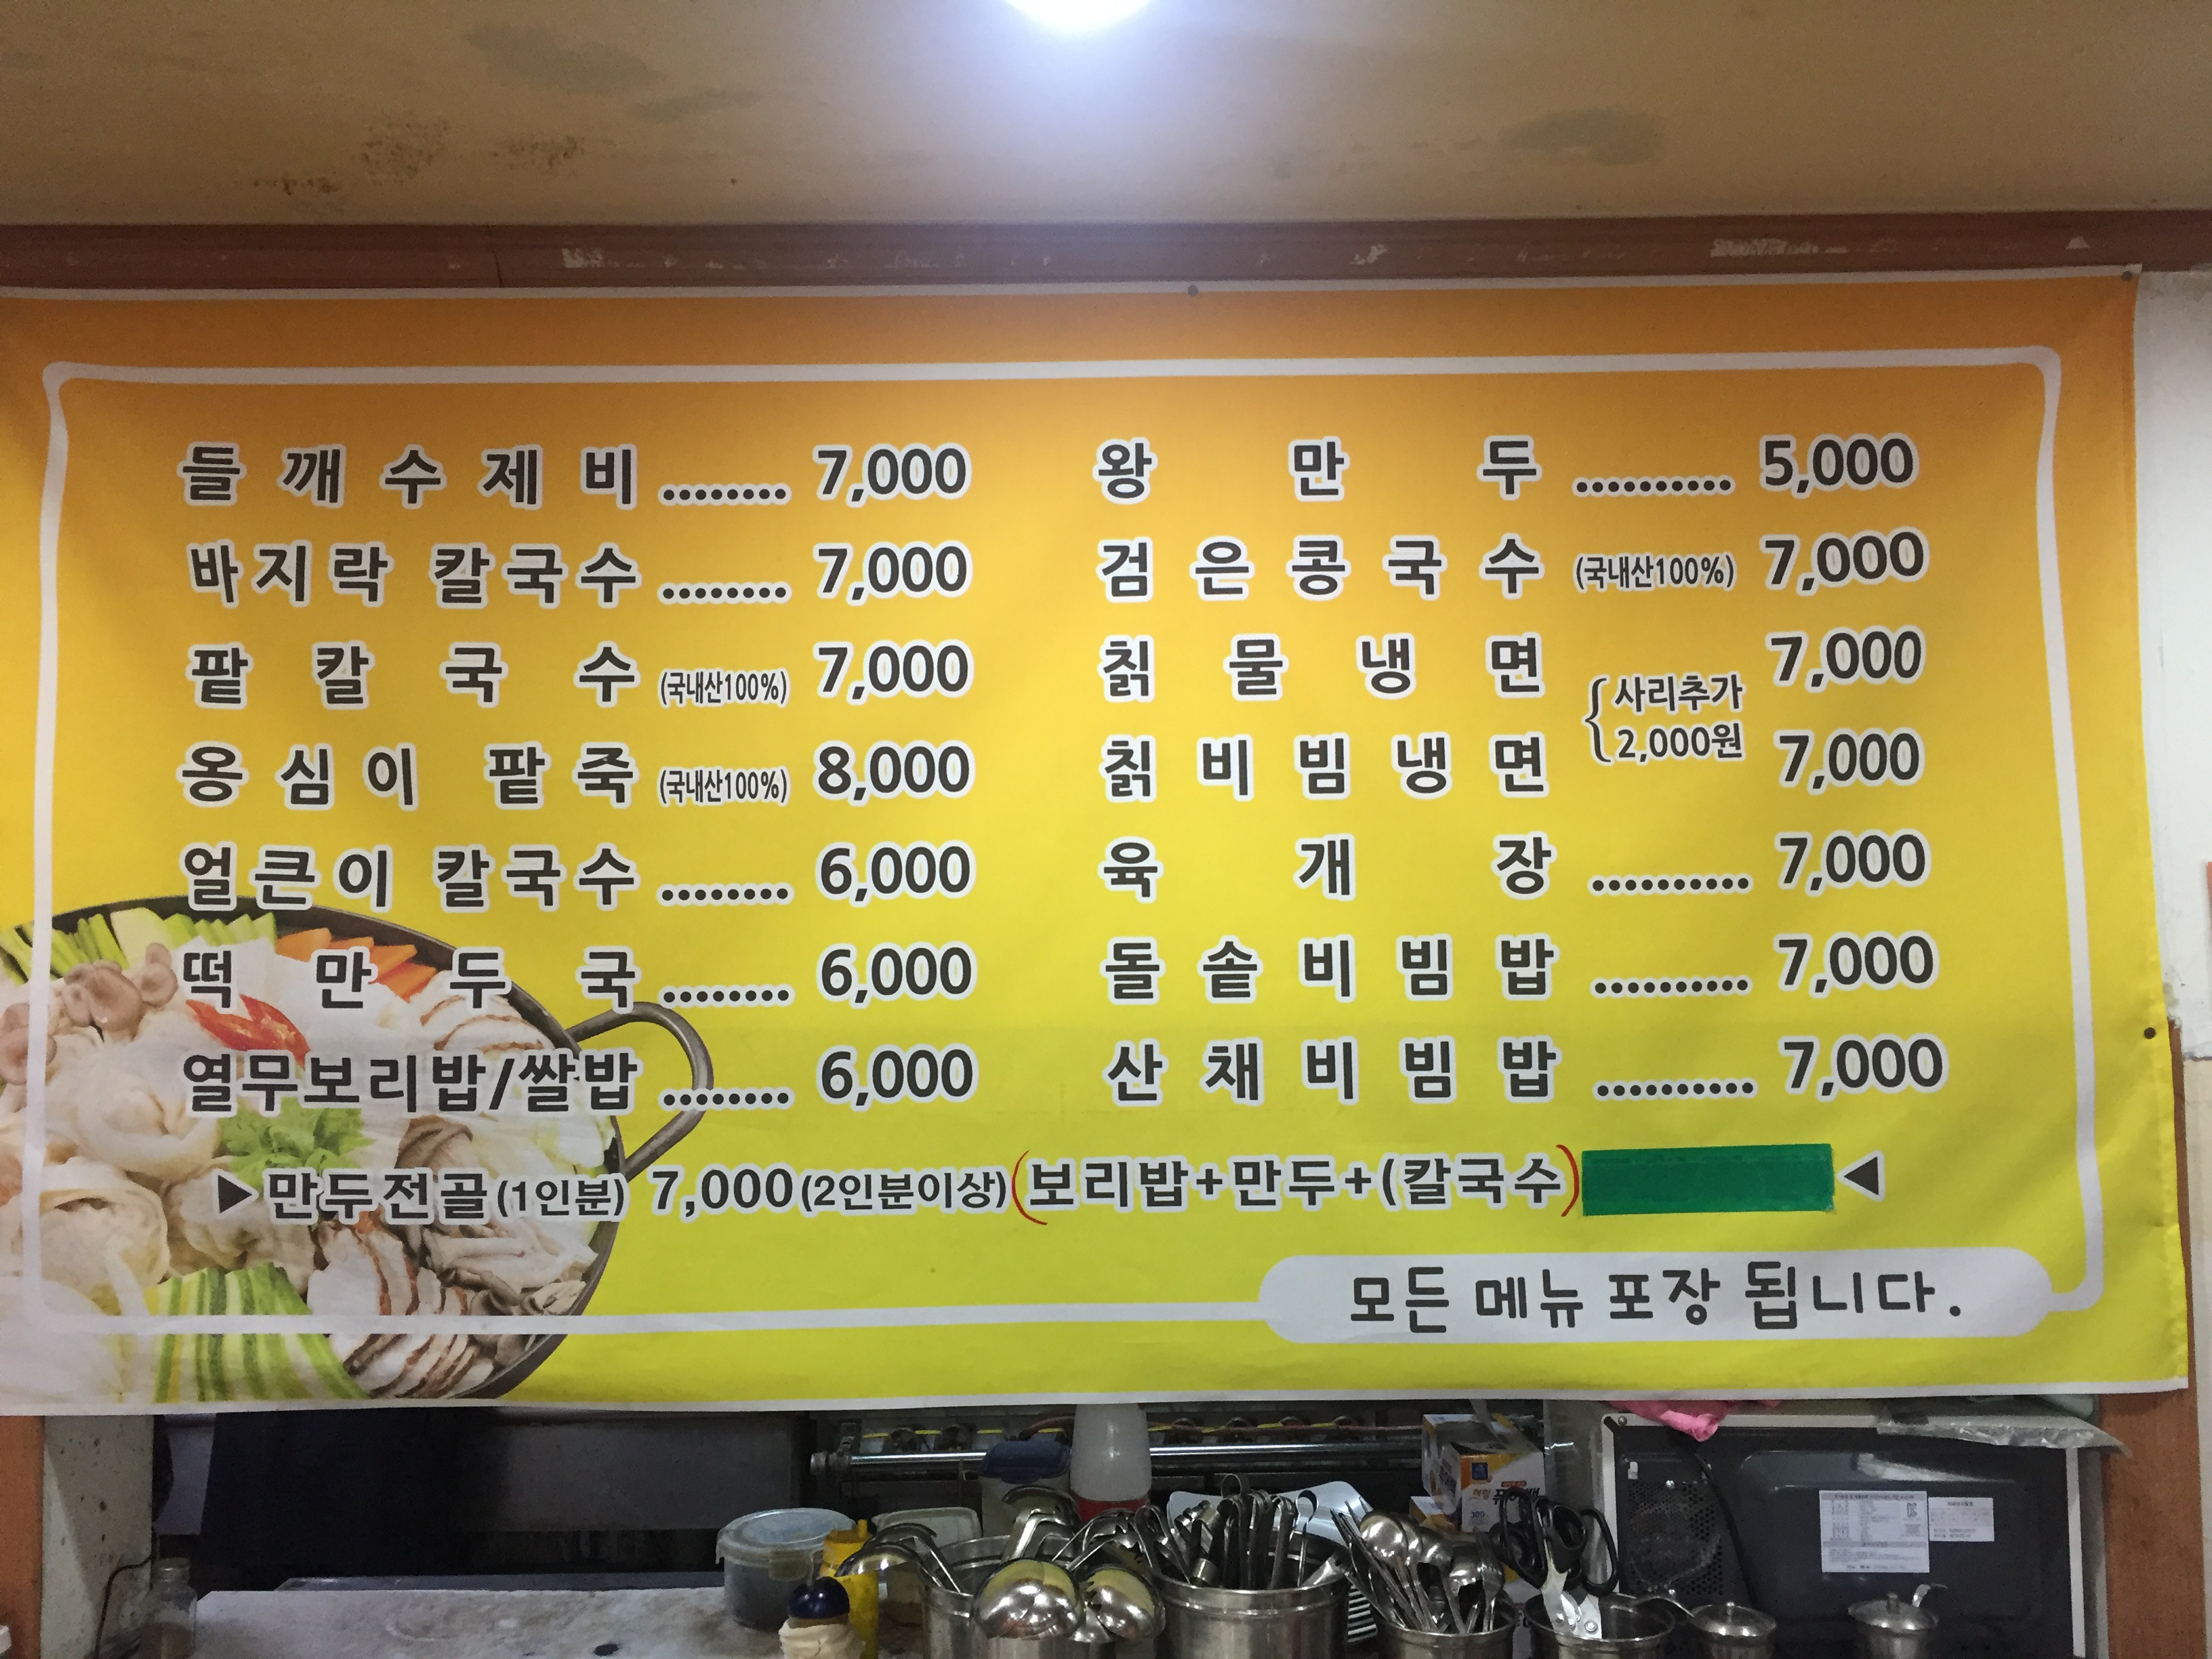 들깨수제비 ........ 7,000
바지락 칼국수 ........ 7,000
팥칼국수 (국내산100%) 7,000
옹심이 팥죽 (국내산100%) 8,000
얼큰이 칼국수 ........ 6,000
떡만두국 ........ 6,000
열무보리밥/쌀밥 ........ 6,000
왕만두 .......... 5,000
검은콩국수 (국내산100%) 7,000
칡물냉면 7,000
{사리추가
2,000원
칡비빔냉면 7,000
육개장 .......... 7,000
돌솥비빔밥 .......... 7,000
산채비빔밥 .......... 7,000
▶만두전골(1인분) 7,000(2인분이상)(보리밥+만두+(칼국수) ◀
모든 메뉴 포장 됩니다.